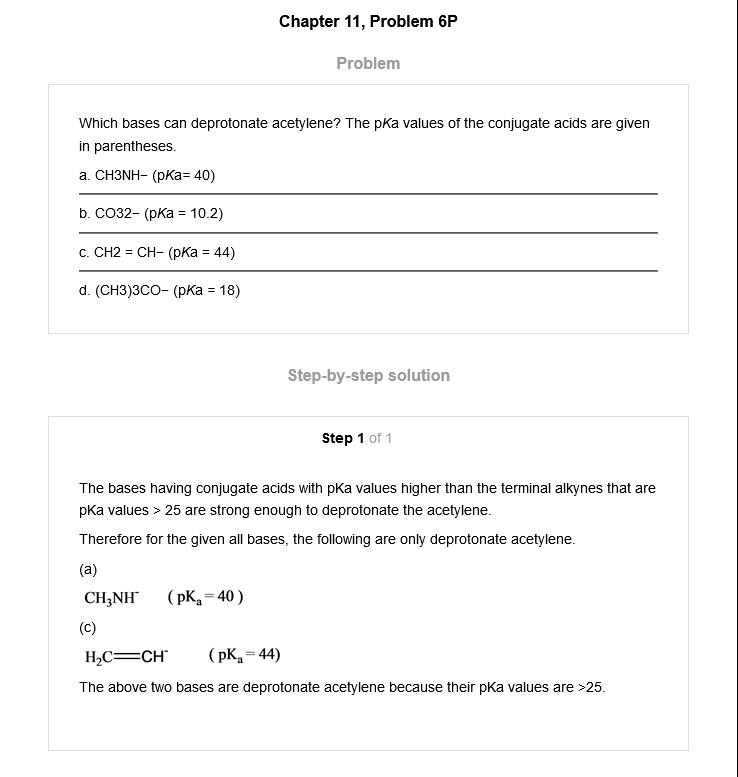 Chapter 11, Problem 6P
Problem
Which bases can deprotonate acetylene? The pKa values of the conjugate acids are given
in parentheses.
a. CH3NH− (pKa= 40)
b. CO32− (pKa = 10.2)
c. CH2 = CH− (pKa = 44)
d. (CH3)3CO− (pKa = 18)
Step-by-step solution
Step 1 of 1
The bases having conjugate acids with pKa values higher than the terminal alkynes that are
pKa values > 25 are strong enough to deprotonate the acetylene.
Therefore for the given all bases, the following are only deprotonate acetylene.
(a)
CH₃NH⁻ ( pKₐ = 40 )
(c)
H₂C=CH⁻ ( pKₐ = 44)
The above two bases are deprotonate acetylene because their pKa values are >25.